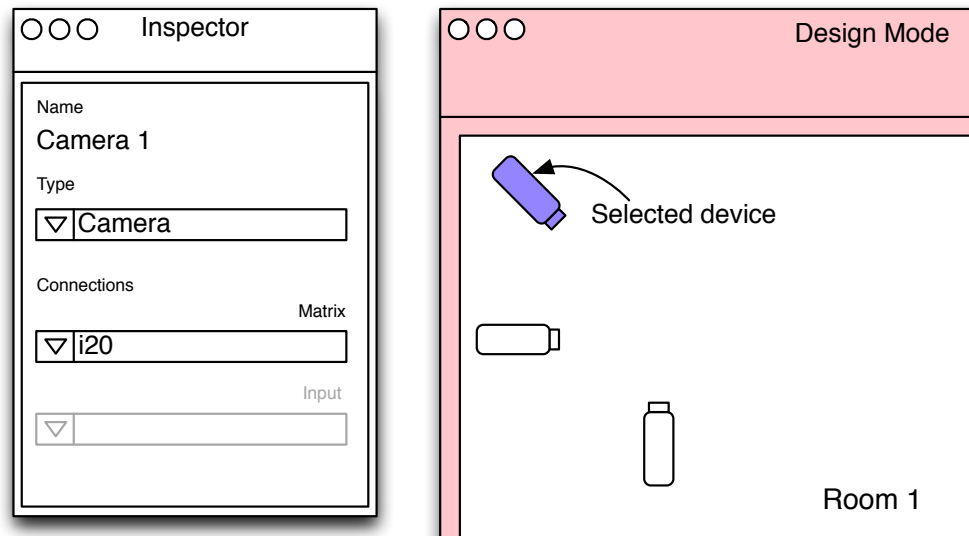 Inspector
Name
Camera 1
Type
Camera
Connections
Matrix
i20
Input
Design Mode
Selected device
Room 1